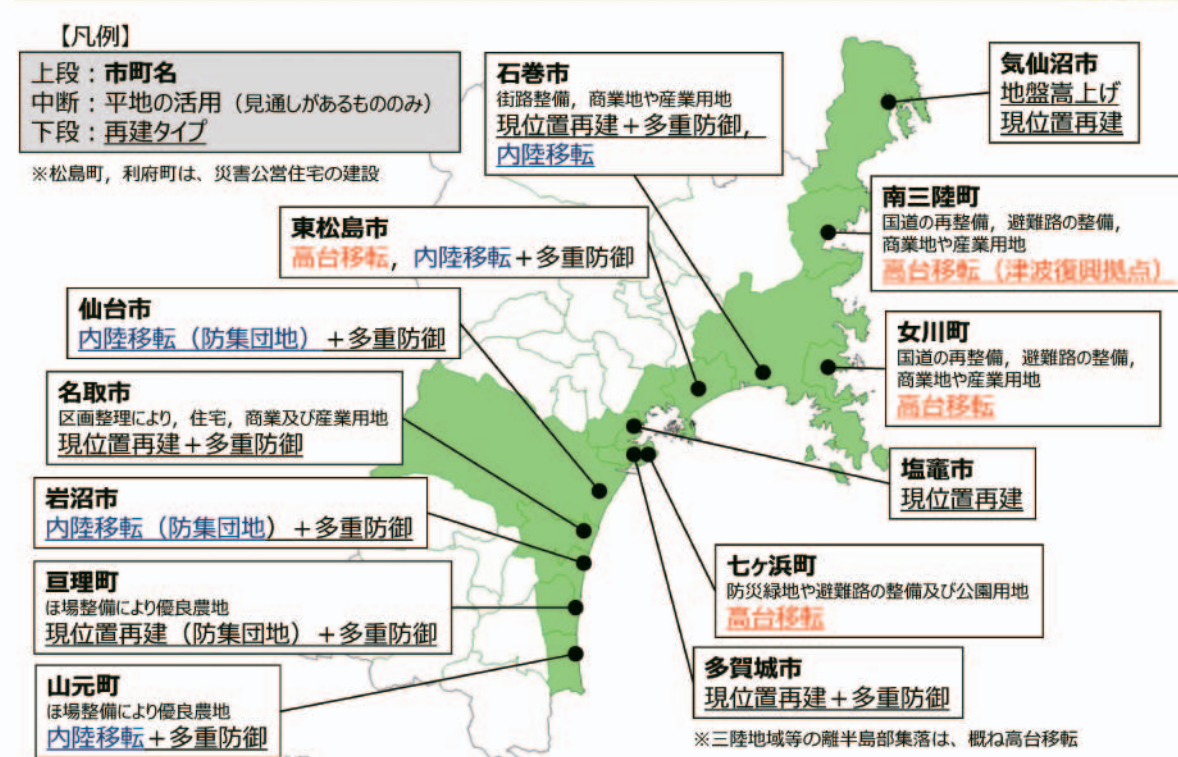 【凡例】
上段：市町名
中断：平地の活用（見通しがあるもののみ）
下段：再建タイプ
※松島町，利府町は、災害公営住宅の建設
石巻市
街路整備，商業地や産業用地
現位置再建＋多重防御，
内陸移転
気仙沼市
地盤嵩上げ
現位置再建
東松島市
高台移転，内陸移転＋多重防御
南三陸町
国道の再整備，避難路の整備，
商業地や産業用地
高台移転（津波復興拠点）
仙台市
内陸移転（防集団地）＋多重防御
女川町
国道の再整備，避難路の整備，
商業地や産業用地
高台移転
名取市
区画整理により，住宅，商業及び産業用地
現位置再建＋多重防御
塩竈市
現位置再建
岩沼市
内陸移転（防集団地）＋多重防御
七ヶ浜町
防災緑地や避難路の整備及び公園用地
高台移転
亘理町
ほ場整備により優良農地
現位置再建（防集団地）＋多重防御
多賀城市
現位置再建＋多重防御
山元町
ほ場整備により優良農地
内陸移転＋多重防御
※三陸地域等の離半島部集落は、概ね高台移転